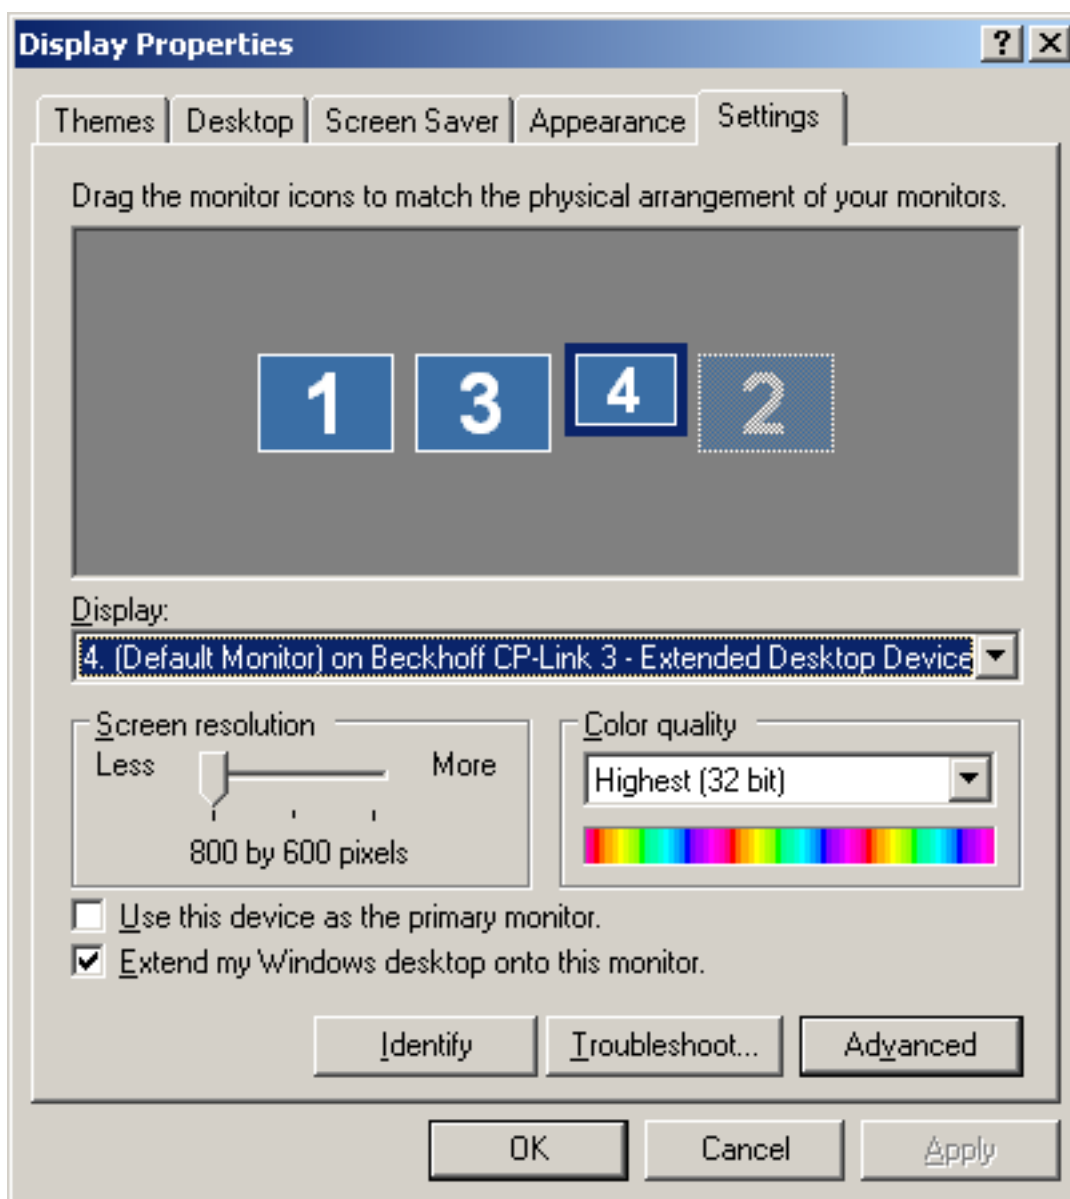 Display Properties
Themes Desktop Screen Saver Appearance Settings
Drag the monitor icons to match the physical arrangement of your monitors.
1 3 4 2
Display:
4. (Default Monitor) on Beckhoff CP-Link 3 - Extended Desktop Device
Screen resolution Color quality
Less More
Highest (32 bit)
800 by 600 pixels
Use this device as the primary monitor.
Extend my Windows desktop onto this monitor.
Identify Troubleshoot... Advanced
OK Cancel Apply